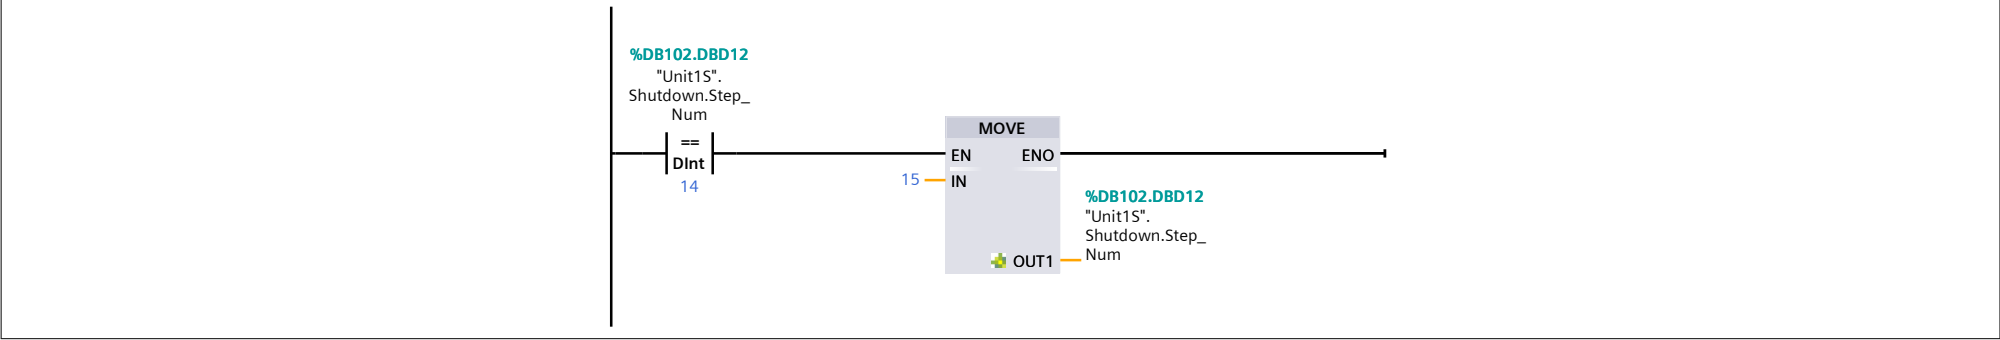 %DB102.DBD12
"Unit1S".
Shutdown.Step_
Num
==
DInt
14
MOVE
EN ENO
15 IN
%DB102.DBD12
"Unit1S".
Shutdown.Step_
Num
OUT1